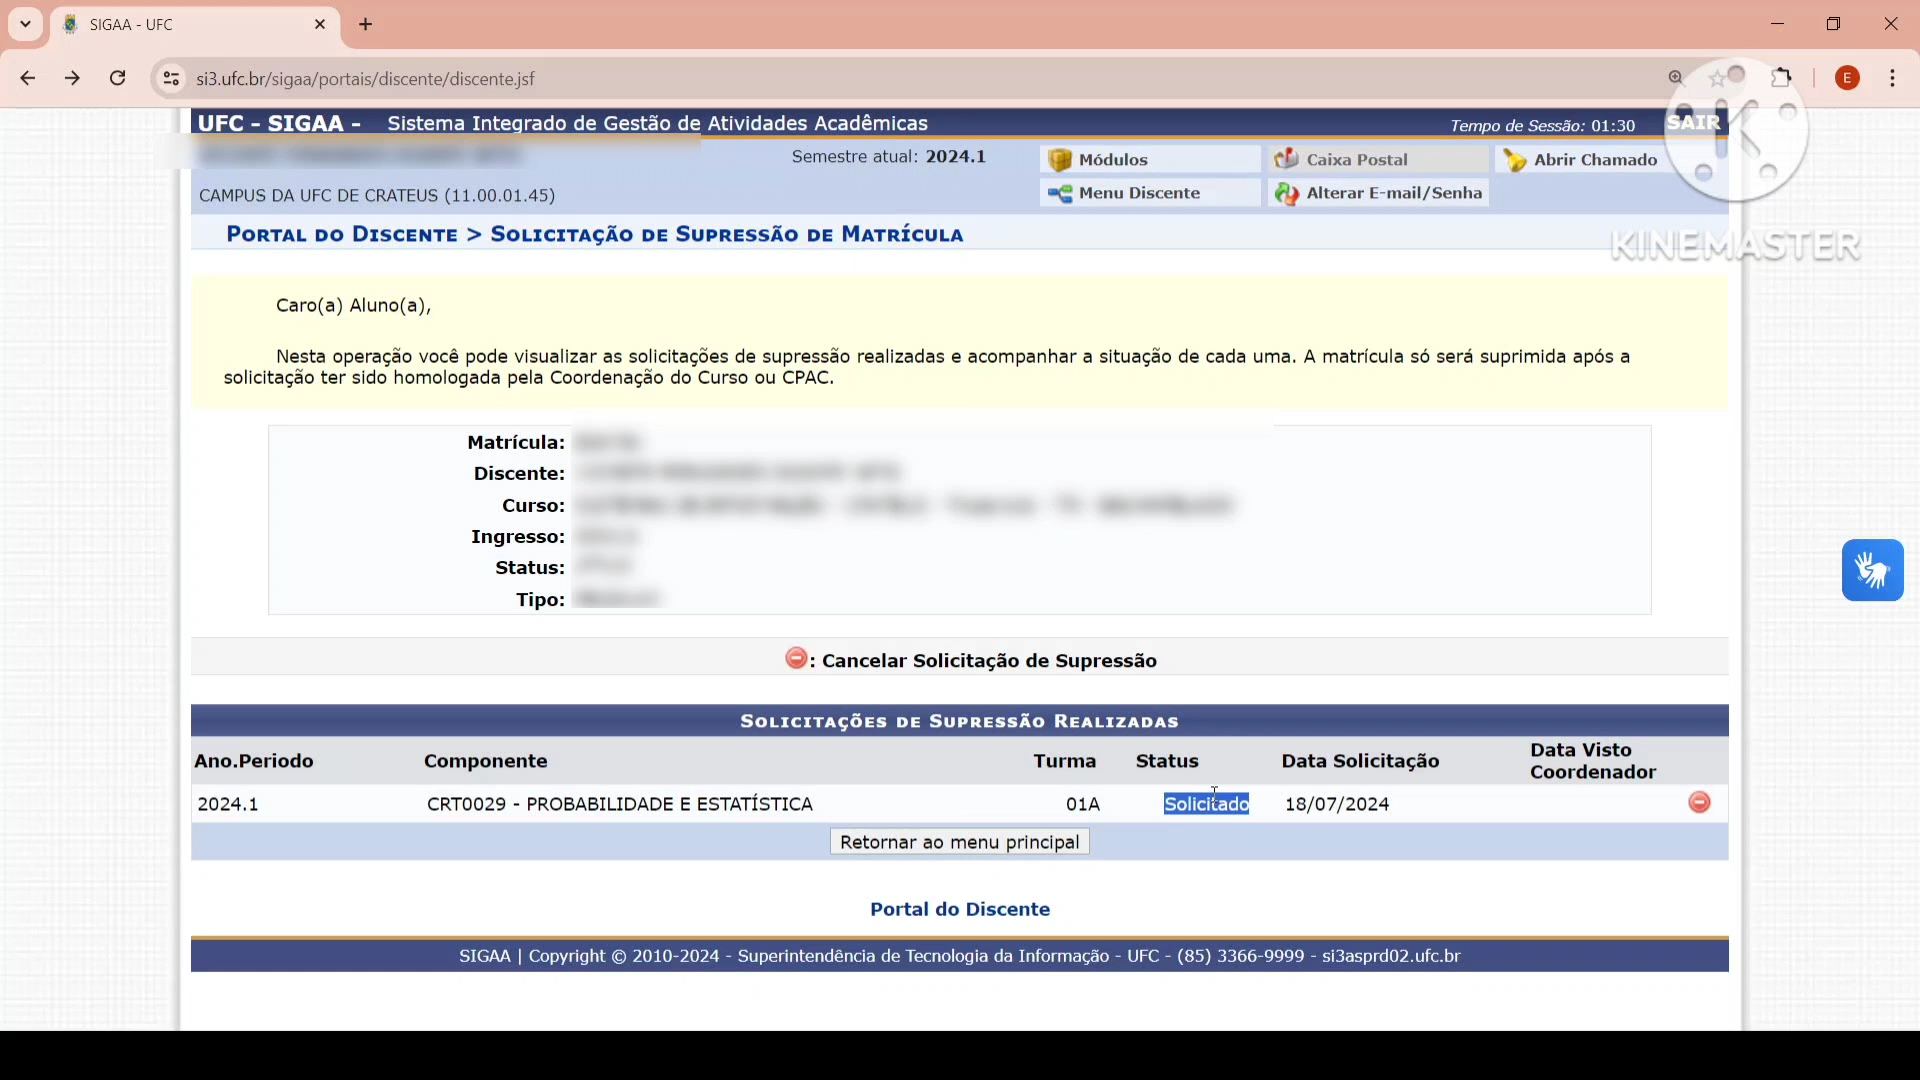 SIGAA - UFC
si3.ufc.br/sigaa/portais/discente/discente.jsf
E
UFC - SIGAA - Sistema Integrado de Gestão de Atividades Acadêmicas
Tempo de Sessão: 01:30 SAIR
Semestre atual: 2024.1
Módulos
Caixa Postal
Abrir Chamado
CAMPUS DA UFC DE CRATEUS (11.00.01.45)
Menu Discente
Alterar E-mail/Senha
K
KINEMASTER
Portal do Discente > Solicitação de Supressão de Matrícula
Caro(a) Aluno(a),
Nesta operação você pode visualizar as solicitações de supressão realizadas e acompanhar a situação de cada uma. A matrícula só será suprimida após a
solicitação ter sido homologada pela Coordenação do Curso ou CPAC.
Matrícula:
Discente:
Curso:
Ingresso:
Status:
Tipo:
: Cancelar Solicitação de Supressão
Solicitações de Supressão Realizadas
Ano.Periodo Componente Turma Status Data Solicitação Data Visto
Coordenador
2024.1 CRT0029 - PROBABILIDADE E ESTATÍSTICA 01A Solicitado 18/07/2024
Retornar ao menu principal
Portal do Discente
SIGAA | Copyright © 2010-2024 - Superintendência de Tecnologia da Informação - UFC - (85) 3366-9999 - si3asprd02.ufc.br